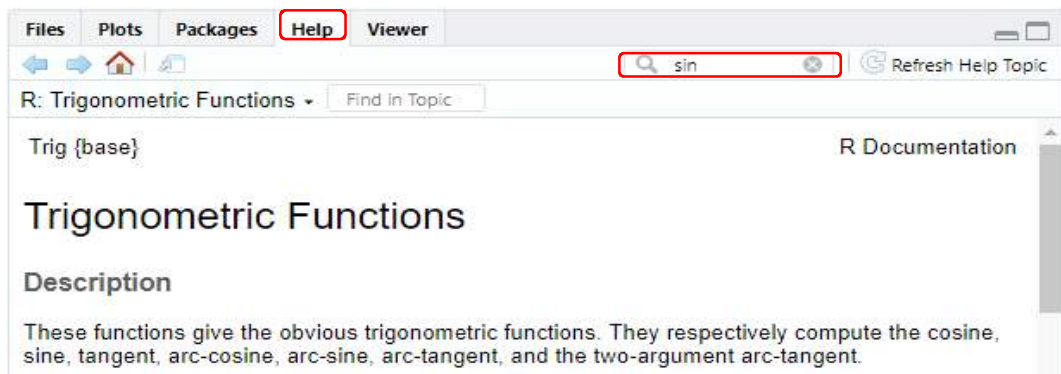 Files Plots Packages Help Viewer
sin Refresh Help Topic
R: Trigonometric Functions Find in Topic
Trig {base} R Documentation
Trigonometric Functions
Description
These functions give the obvious trigonometric functions. They respectively compute the cosine,
sine, tangent, arc-cosine, arc-sine, arc-tangent, and the two-argument arc-tangent.